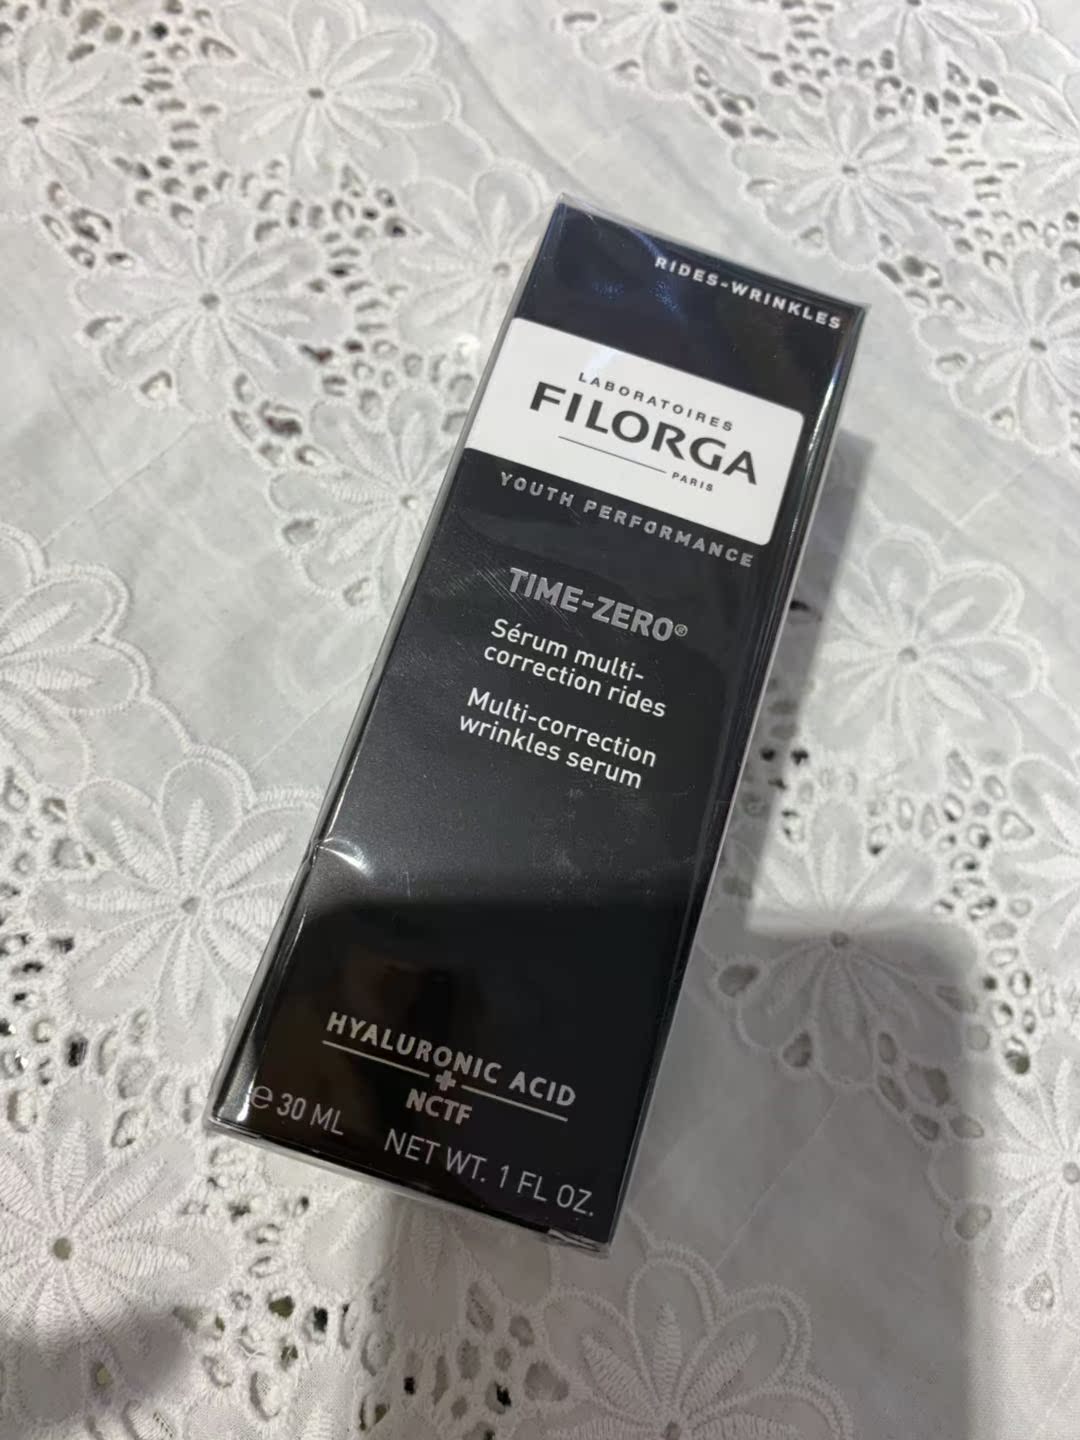 RIDES-WRINKLES
LABORATOIRES
FILORGA
PARIS
YOUTH PERFORMANCE
TIME-ZERO®
Sérum multi-
correction rides
Multi-correction
wrinkles serum
HYALURONIC ACID
+
NCTF
e 30 ML NET WT. 1 FL OZ.